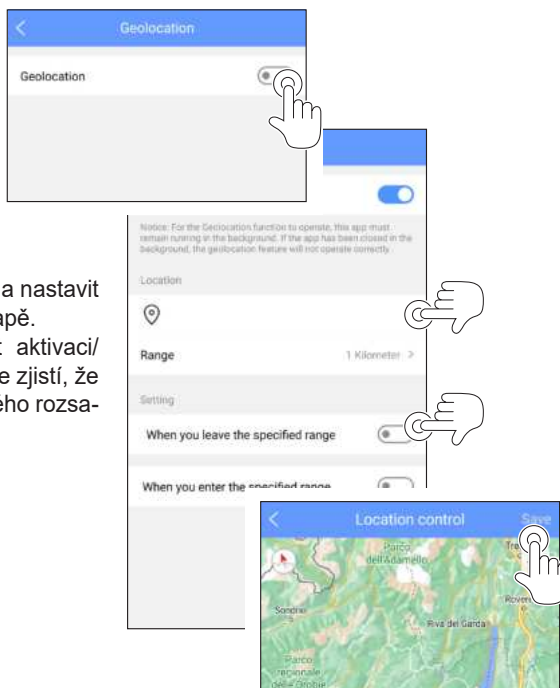 Geolocation
Geolocation
Notice: For the Geolocation function to operate, this app must
remain running in the background. If the app has been closed in the
background, the geolocation feature will not operate correctly.
Location
a nastavit
apě.
t aktivaci/
e zjistí, že
ého rozsa-
Range 1 Kilometer >
Setting
When you leave the specified range
When you enter the specified range
Location control Save
Parco
dell'Adamello
Sondrio
Riva del Garda
Parco
regionale
delle Orobie